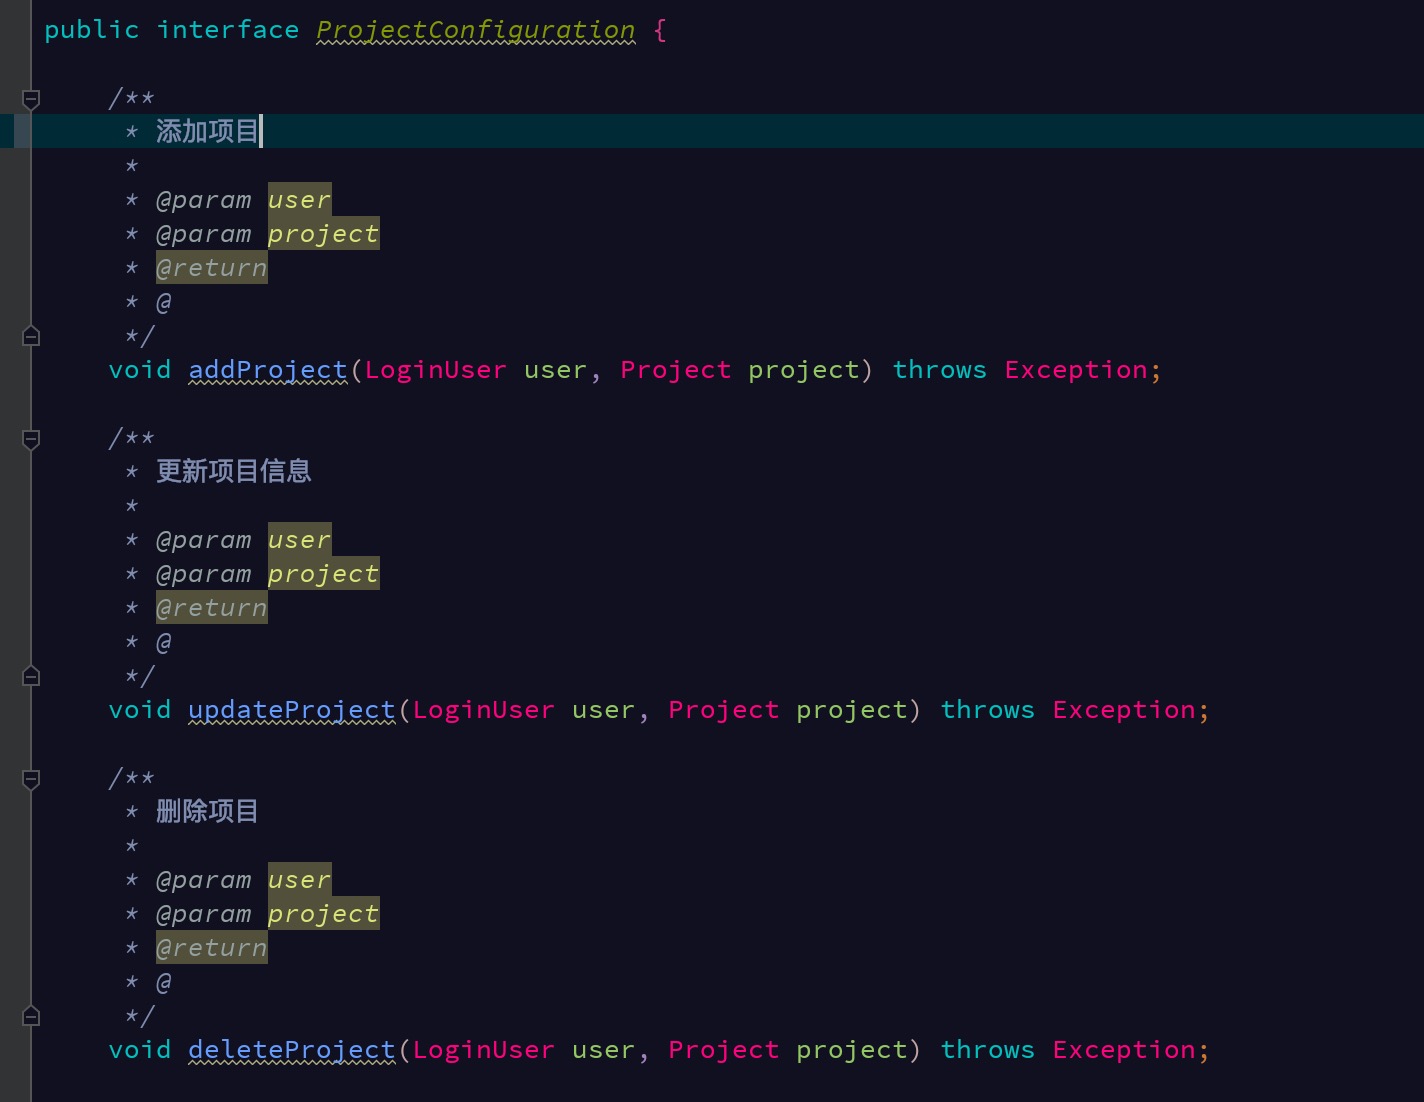 public interface ProjectConfiguration {
/**
* 添加项目
*
* @param user
* @param project
* @return
* @
*/
void addProject(LoginUser user, Project project) throws Exception;
/**
* 更新项目信息
*
* @param user
* @param project
* @return
* @
*/
void updateProject(LoginUser user, Project project) throws Exception;
/**
* 删除项目
*
* @param user
* @param project
* @return
* @
*/
void deleteProject(LoginUser user, Project project) throws Exception;